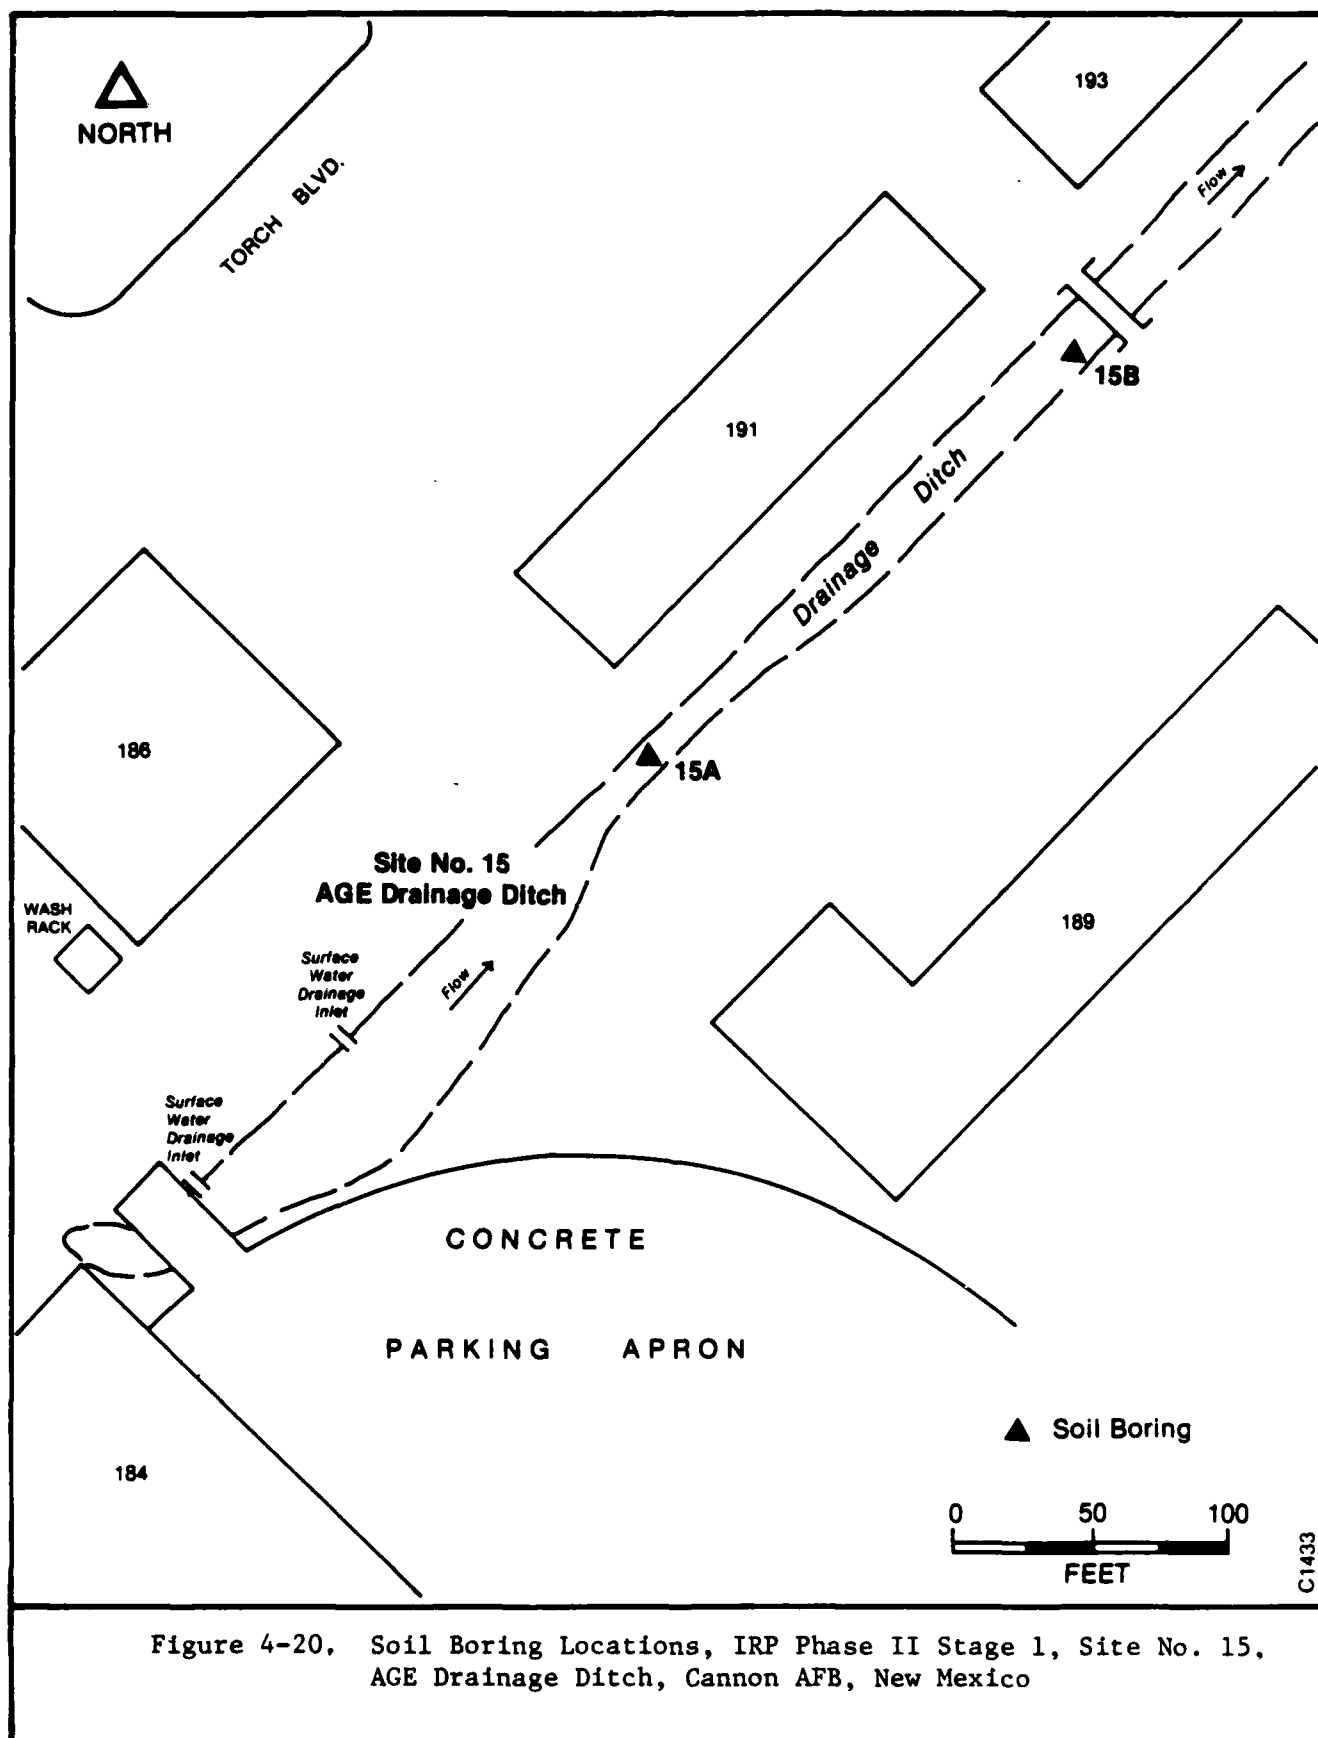 193
NORTH
TORCH BLVD.
Flow
15B
191
Ditch
Drainage
186
15A
Site No. 15
AGE Drainage Ditch
WASH
RACK
189
Surface
Water
Drainage
Inlet
Flow
Surface
Water
Drainage
Inlet
CONCRETE
PARKING APRON
Soil Boring
184
0 50 100
FEET
C1433
Figure 4-20. Soil Boring Locations, IRP Phase II Stage 1, Site No. 15.
AGE Drainage Ditch, Cannon AFB, New Mexico